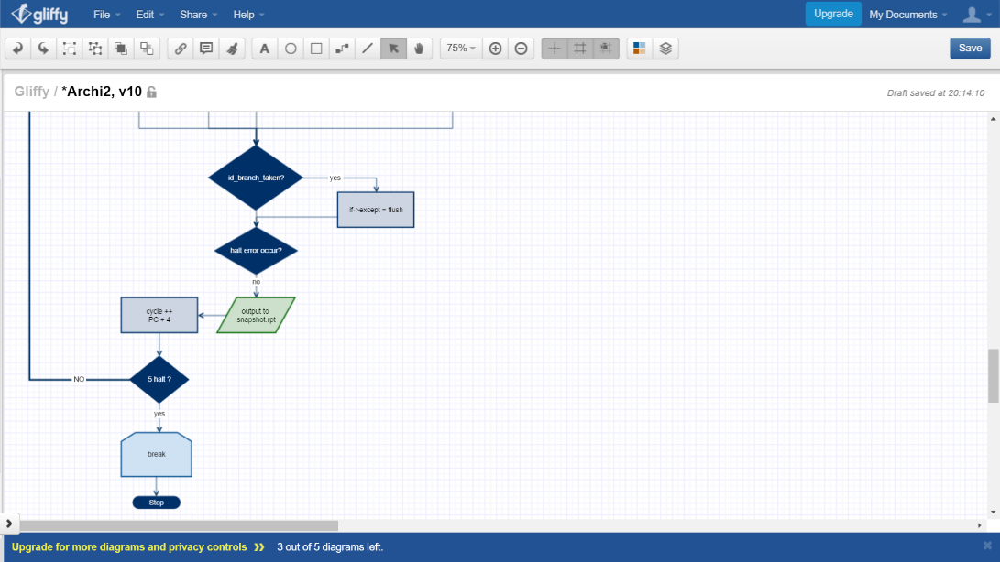 gliffy
File
Edit
Share
Help
Upgrade
My Documents
A
75%
Save
Gliffy / *Archi2, v10
Draft saved at 20:14:10
id_branch_taken?
yes
if->except = flush
halt error occur?
no
cycle ++
PC + 4
output to
snapshot.rpt
NO
5 halt ?
yes
break
Stop
Upgrade for more diagrams and privacy controls »
3 out of 5 diagrams left.